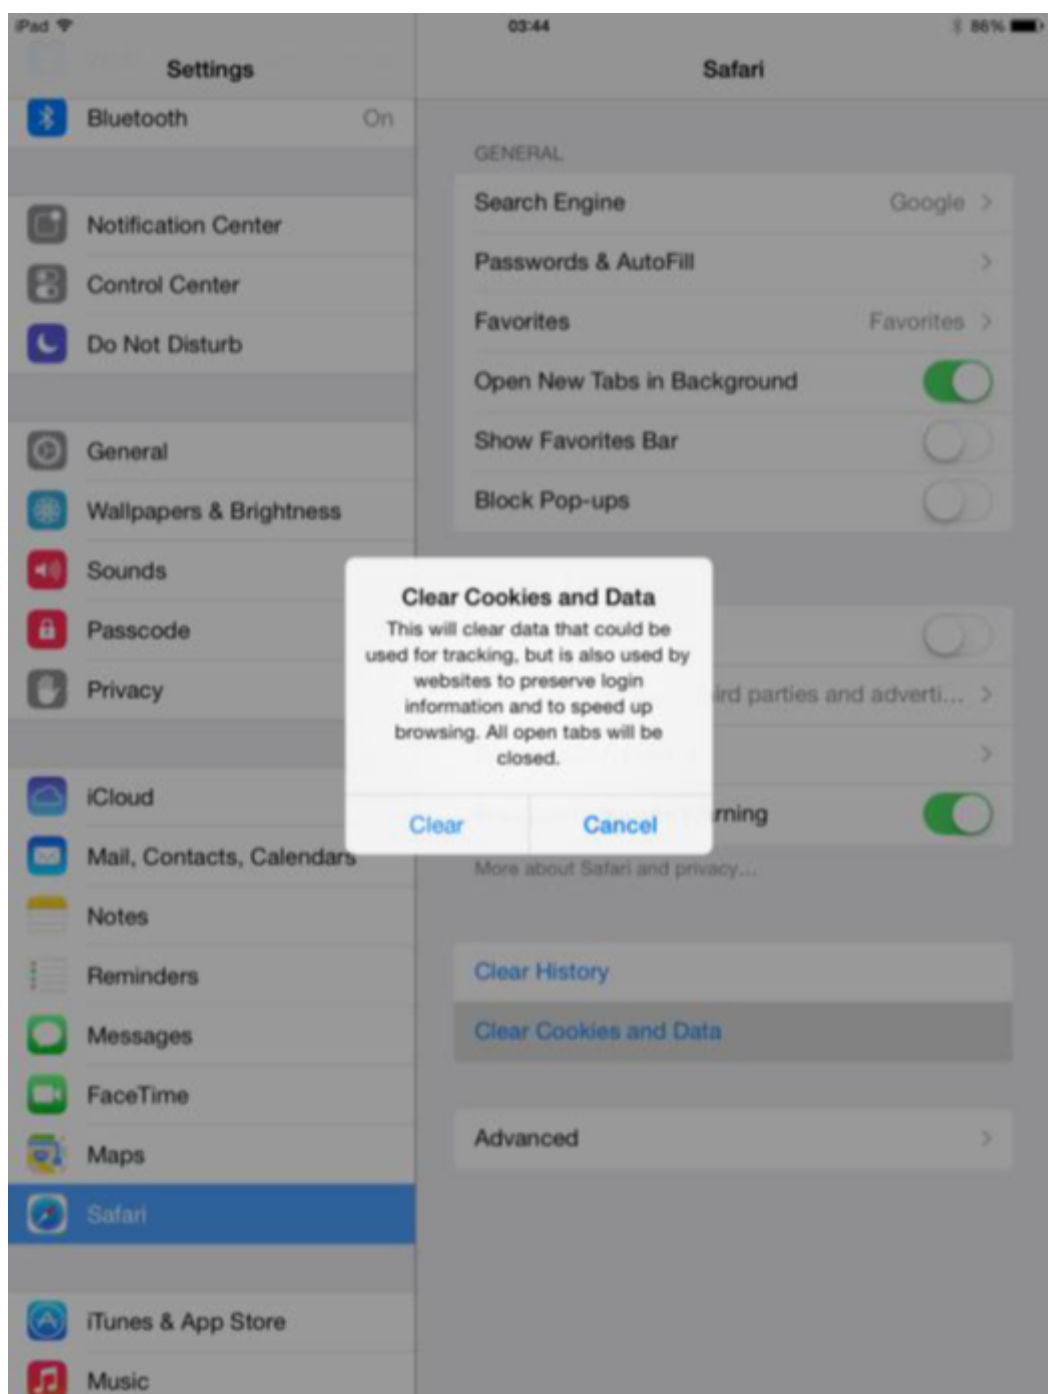 iPad
03:44
86%
Settings
Safari
Bluetooth On
Notification Center
Control Center
Do Not Disturb
General
Wallpapers & Brightness
Sounds
Passcode
Privacy
iCloud
Mail, Contacts, Calendars
Notes
Reminders
Messages
FaceTime
Maps
Safari
iTunes & App Store
Music
GENERAL
Search Engine Google
Passwords & AutoFill
Favorites Favorites
Open New Tabs in Background
Show Favorites Bar
Block Pop-ups
parties and adverti...
Clear Cookies and Data
This will clear data that could be
used for tracking, but is also used by
websites to preserve login
information and to speed up
browsing. All open tabs will be
closed.
Clear Cancel
More about Safari and privacy...
Clear History
Clear Cookies and Data
Advanced